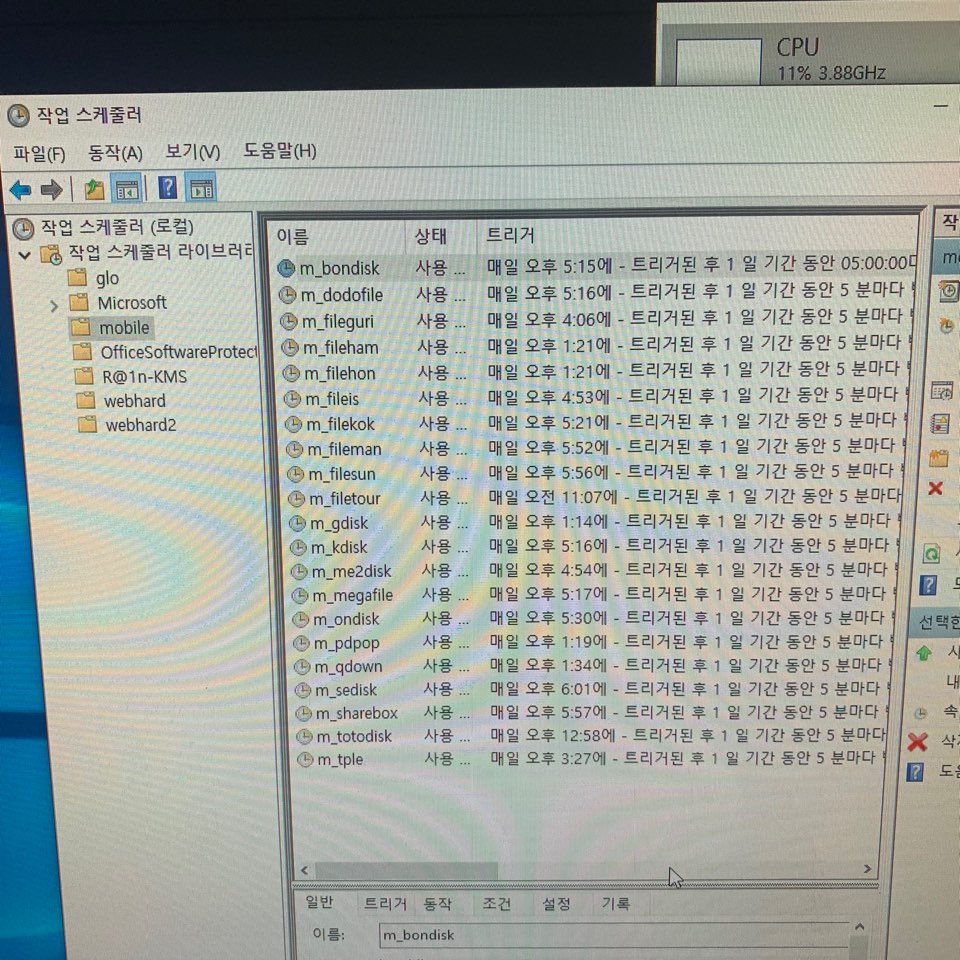 CPU
11% 3.88GHz
작업 스케줄러
파일(F) 동작(A) 보기(V) 도움말(H)
작업 스케줄러 (로컬)
작업 스케줄러 라이브러리
glo
Microsoft
mobile
OfficeSoftwareProtect
R@1n-KMS
webhard
webhard2
이름 상태 트리거
m_bondisk 사용 ... 매일 오후 5:15에 - 트리거된 후 1 일 기간 동안 05:00:00마
m_dodofile 사용 ... 매일 오후 5:16에 - 트리거된 후 1 일 기간 동안 5 분마다
m_fileguri 사용 ... 매일 오후 4:06에 - 트리거된 후 1 일 기간 동안 5 분마다
m_fileham 사용 ... 매일 오후 1:21에 - 트리거된 후 1 일 기간 동안 5 분마다
m_filehon 사용 ... 매일 오후 1:21에 - 트리거된 후 1 일 기간 동안 5 분마다
m_fileis 사용 ... 매일 오후 4:53에 - 트리거된 후 1 일 기간 동안 5 분마다
m_filekok 사용 ... 매일 오후 5:21에 - 트리거된 후 1 일 기간 동안 5 분마다
m_fileman 사용 ... 매일 오후 5:52에 - 트리거된 후 1 일 기간 동안 5 분마다
m_filesun 사용 ... 매일 오후 5:56에 - 트리거된 후 1 일 기간 동안 5 분마다
m_filetour 사용 ... 매일 오전 11:07에 - 트리거된 후 1 일 기간 동안 5 분마다
m_gdisk 사용 ... 매일 오후 1:14에 - 트리거된 후 1 일 기간 동안 5 분마다
m_kdisk 사용 ... 매일 오후 5:16에 - 트리거된 후 1 일 기간 동안 5 분마다
m_me2disk 사용 ... 매일 오후 4:54에 - 트리거된 후 1 일 기간 동안 5 분마다
m_megafile 사용 ... 매일 오후 5:17에 - 트리거된 후 1 일 기간 동안 5 분마다
m_ondisk 사용 ... 매일 오후 5:30에 - 트리거된 후 1 일 기간 동안 5 분마다
m_pdpop 사용 ... 매일 오후 1:19에 - 트리거된 후 1 일 기간 동안 5 분마다
m_qdown 사용 ... 매일 오후 1:34에 - 트리거된 후 1 일 기간 동안 5 분마다
m_sedisk 사용 ... 매일 오후 6:01에 - 트리거된 후 1 일 기간 동안 5 분마다
m_sharebox 사용 ... 매일 오후 5:57에 - 트리거된 후 1 일 기간 동안 5 분마다
m_totodisk 사용 ... 매일 오후 12:58에 - 트리거된 후 1 일 기간 동안 5 분마다
m_tple 사용 ... 매일 오후 3:27에 - 트리거된 후 1 일 기간 동안 5 분마다
일반 트리거 동작 조건 설정 기록
이름: m_bondisk
작
선택한
내
속
삭제